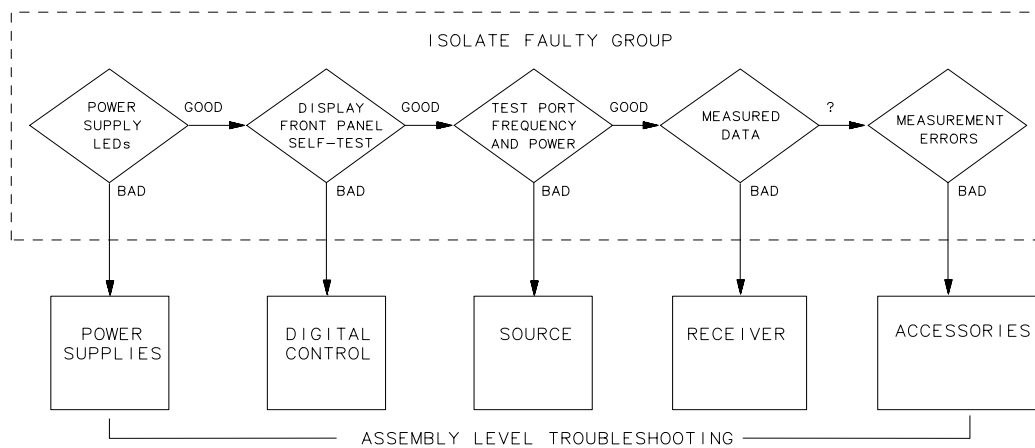 ISOLATE FAULTY GROUP
POWER
SUPPLY
LEDs
GOOD
DISPLAY
FRONT PANEL
SELF-TEST
GOOD
TEST PORT
FREQUENCY
AND POWER
GOOD
MEASURED
DATA
?
MEASUREMENT
ERRORS
BAD
BAD
BAD
BAD
BAD
POWER
SUPPLIES
DIGITAL
CONTROL
SOURCE
RECEIVER
ACCESSORIES
ASSEMBLY LEVEL TROUBLESHOOTING